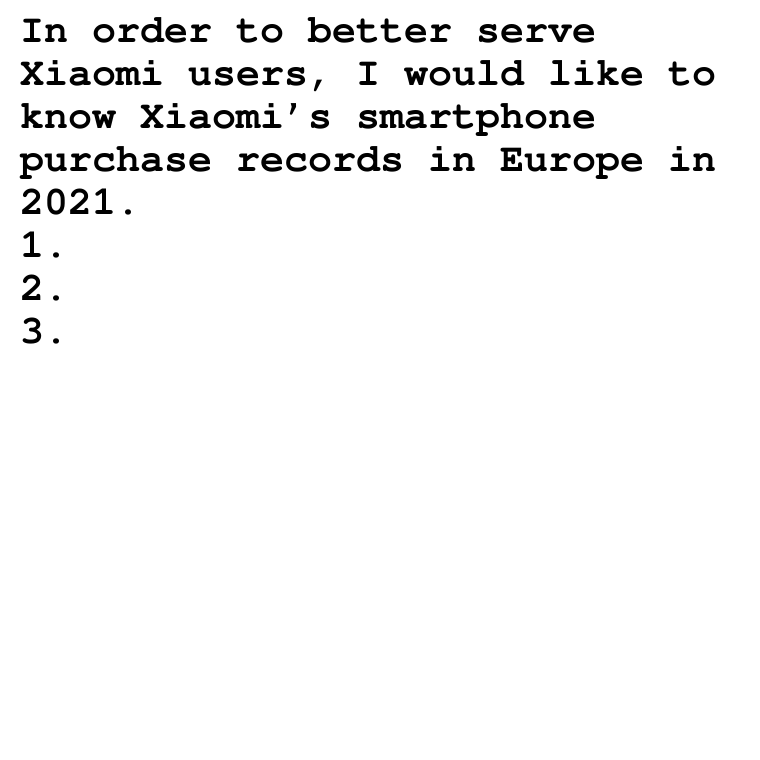 In order to better serve
Xiaomi users, I would like to
know Xiaomi’s smartphone
purchase records in Europe in
2021.
1.
2.
3.